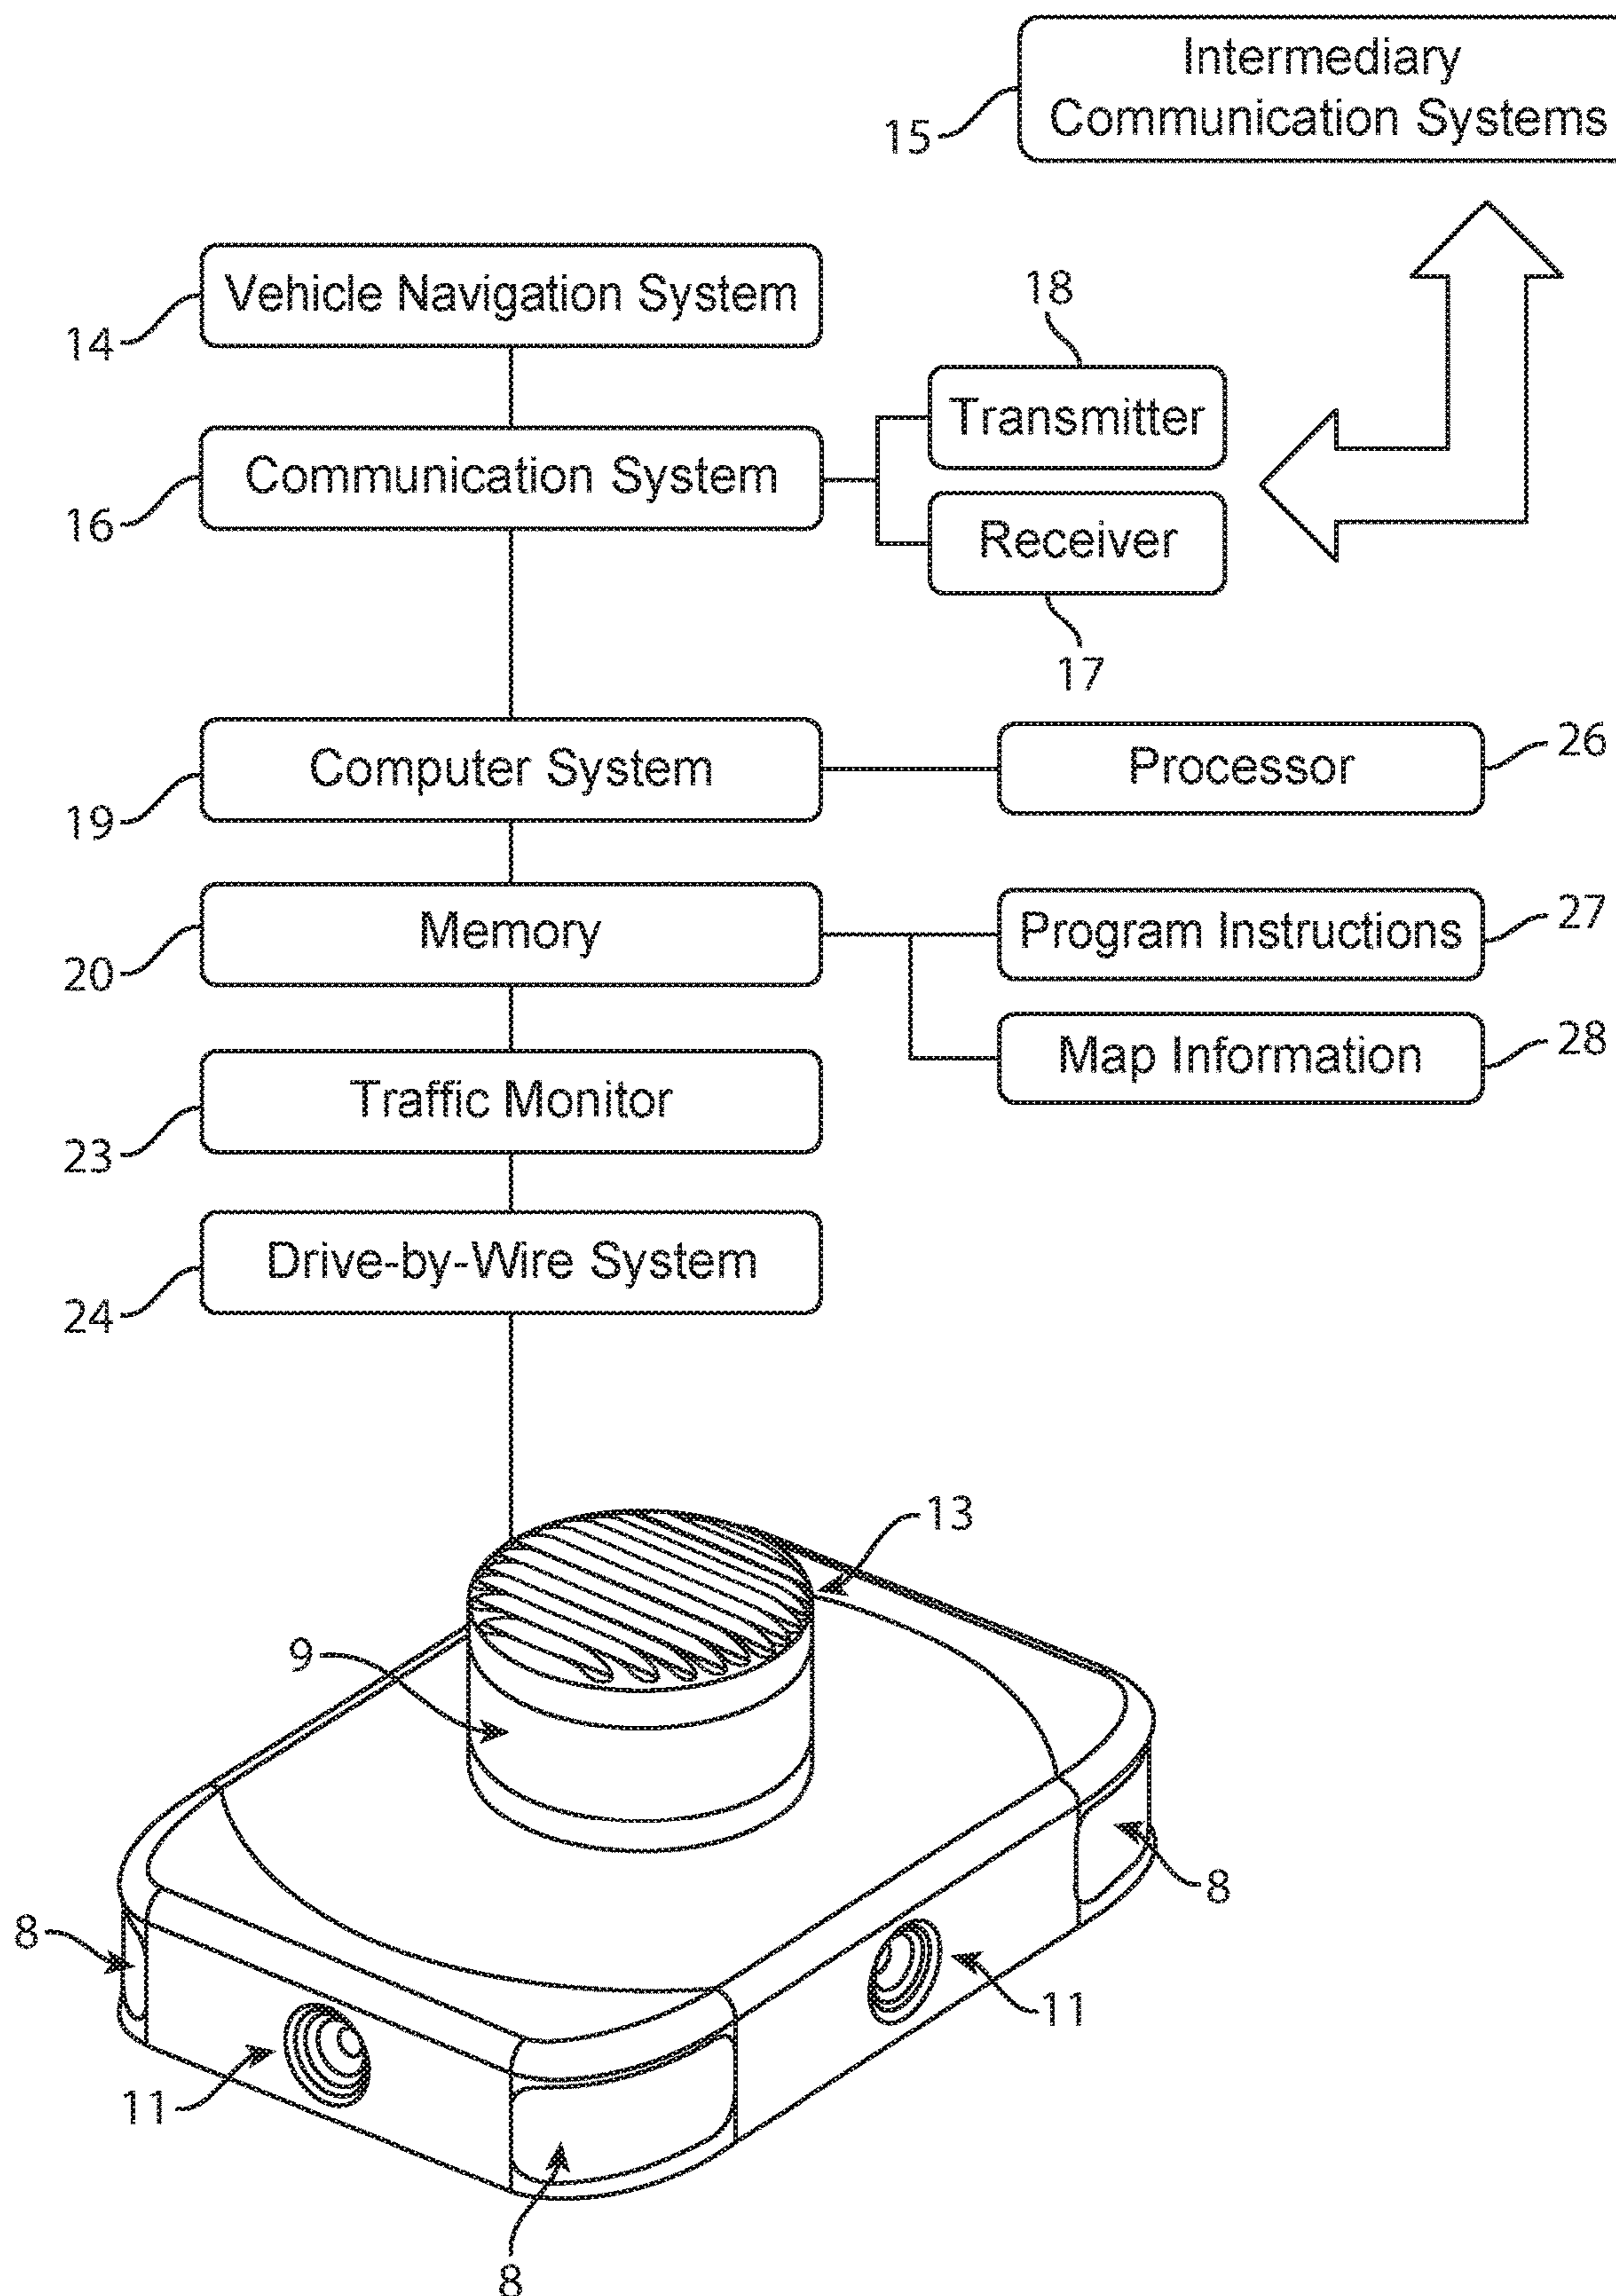 Intermediary
Communication Systems
15
Vehicle Navigation System
14
18
Transmitter
Communication System
16
Receiver
17
Computer System
19
Processor
26
Memory
20
Program Instructions
27
Map Information
28
Traffic Monitor
23
Drive-by-Wire System
24
13
9
8
8
11
11
8